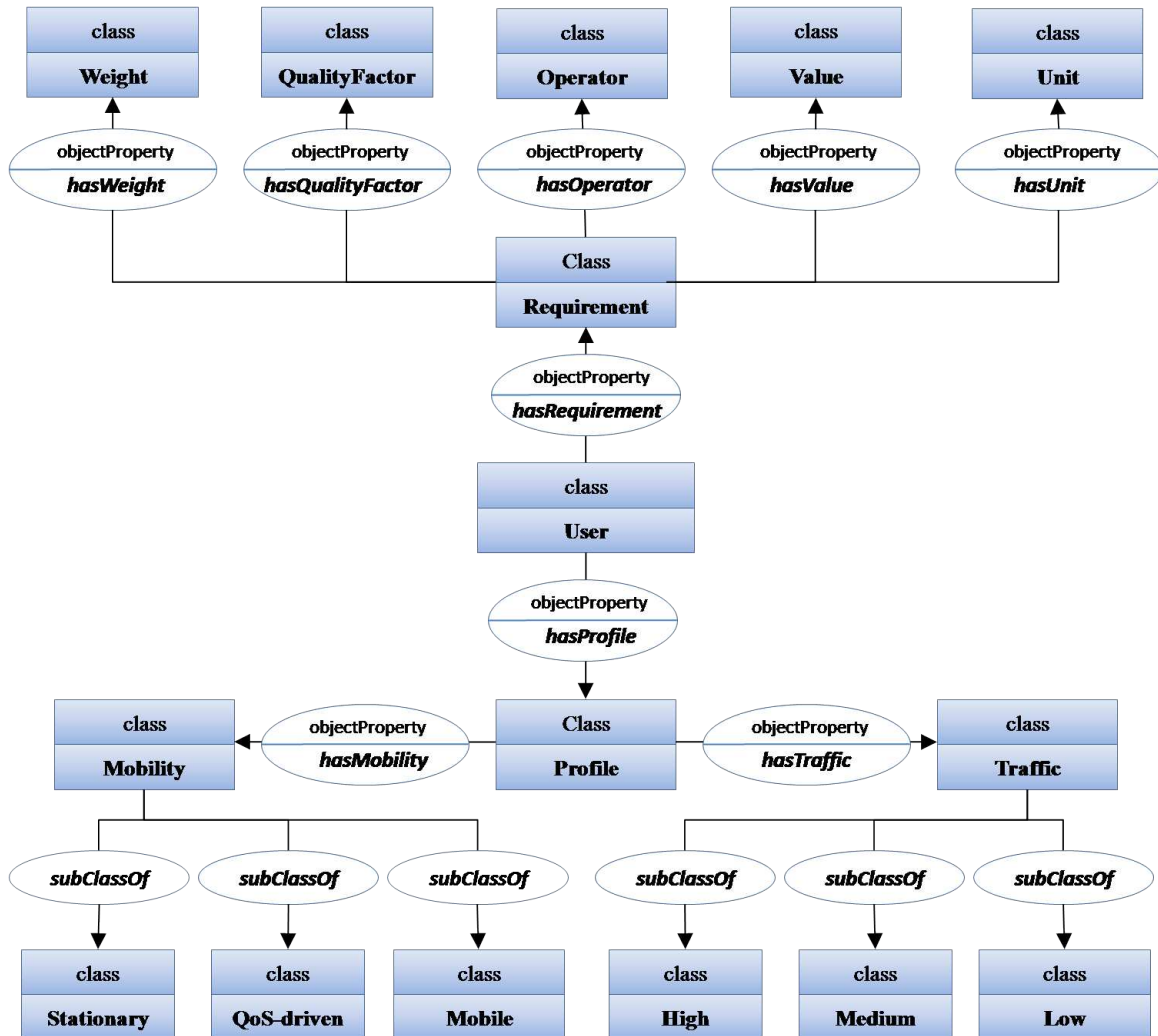 class class class class class
Weight QualityFactor Operator Value Unit
objectProperty objectProperty objectProperty objectProperty objectProperty
hasWeight hasQualityFactor hasOperator hasValue hasUnit
Class
Requirement
objectProperty
hasRequirement
class
User
objectProperty
hasProfile
class objectProperty Class objectProperty class
Mobility hasMobility Profile hasTraffic Traffic
subClassOf subClassOf subClassOf subClassOf subClassOf subClassOf
class class class class class class
Stationary QoS-driven Mobile High Medium Low